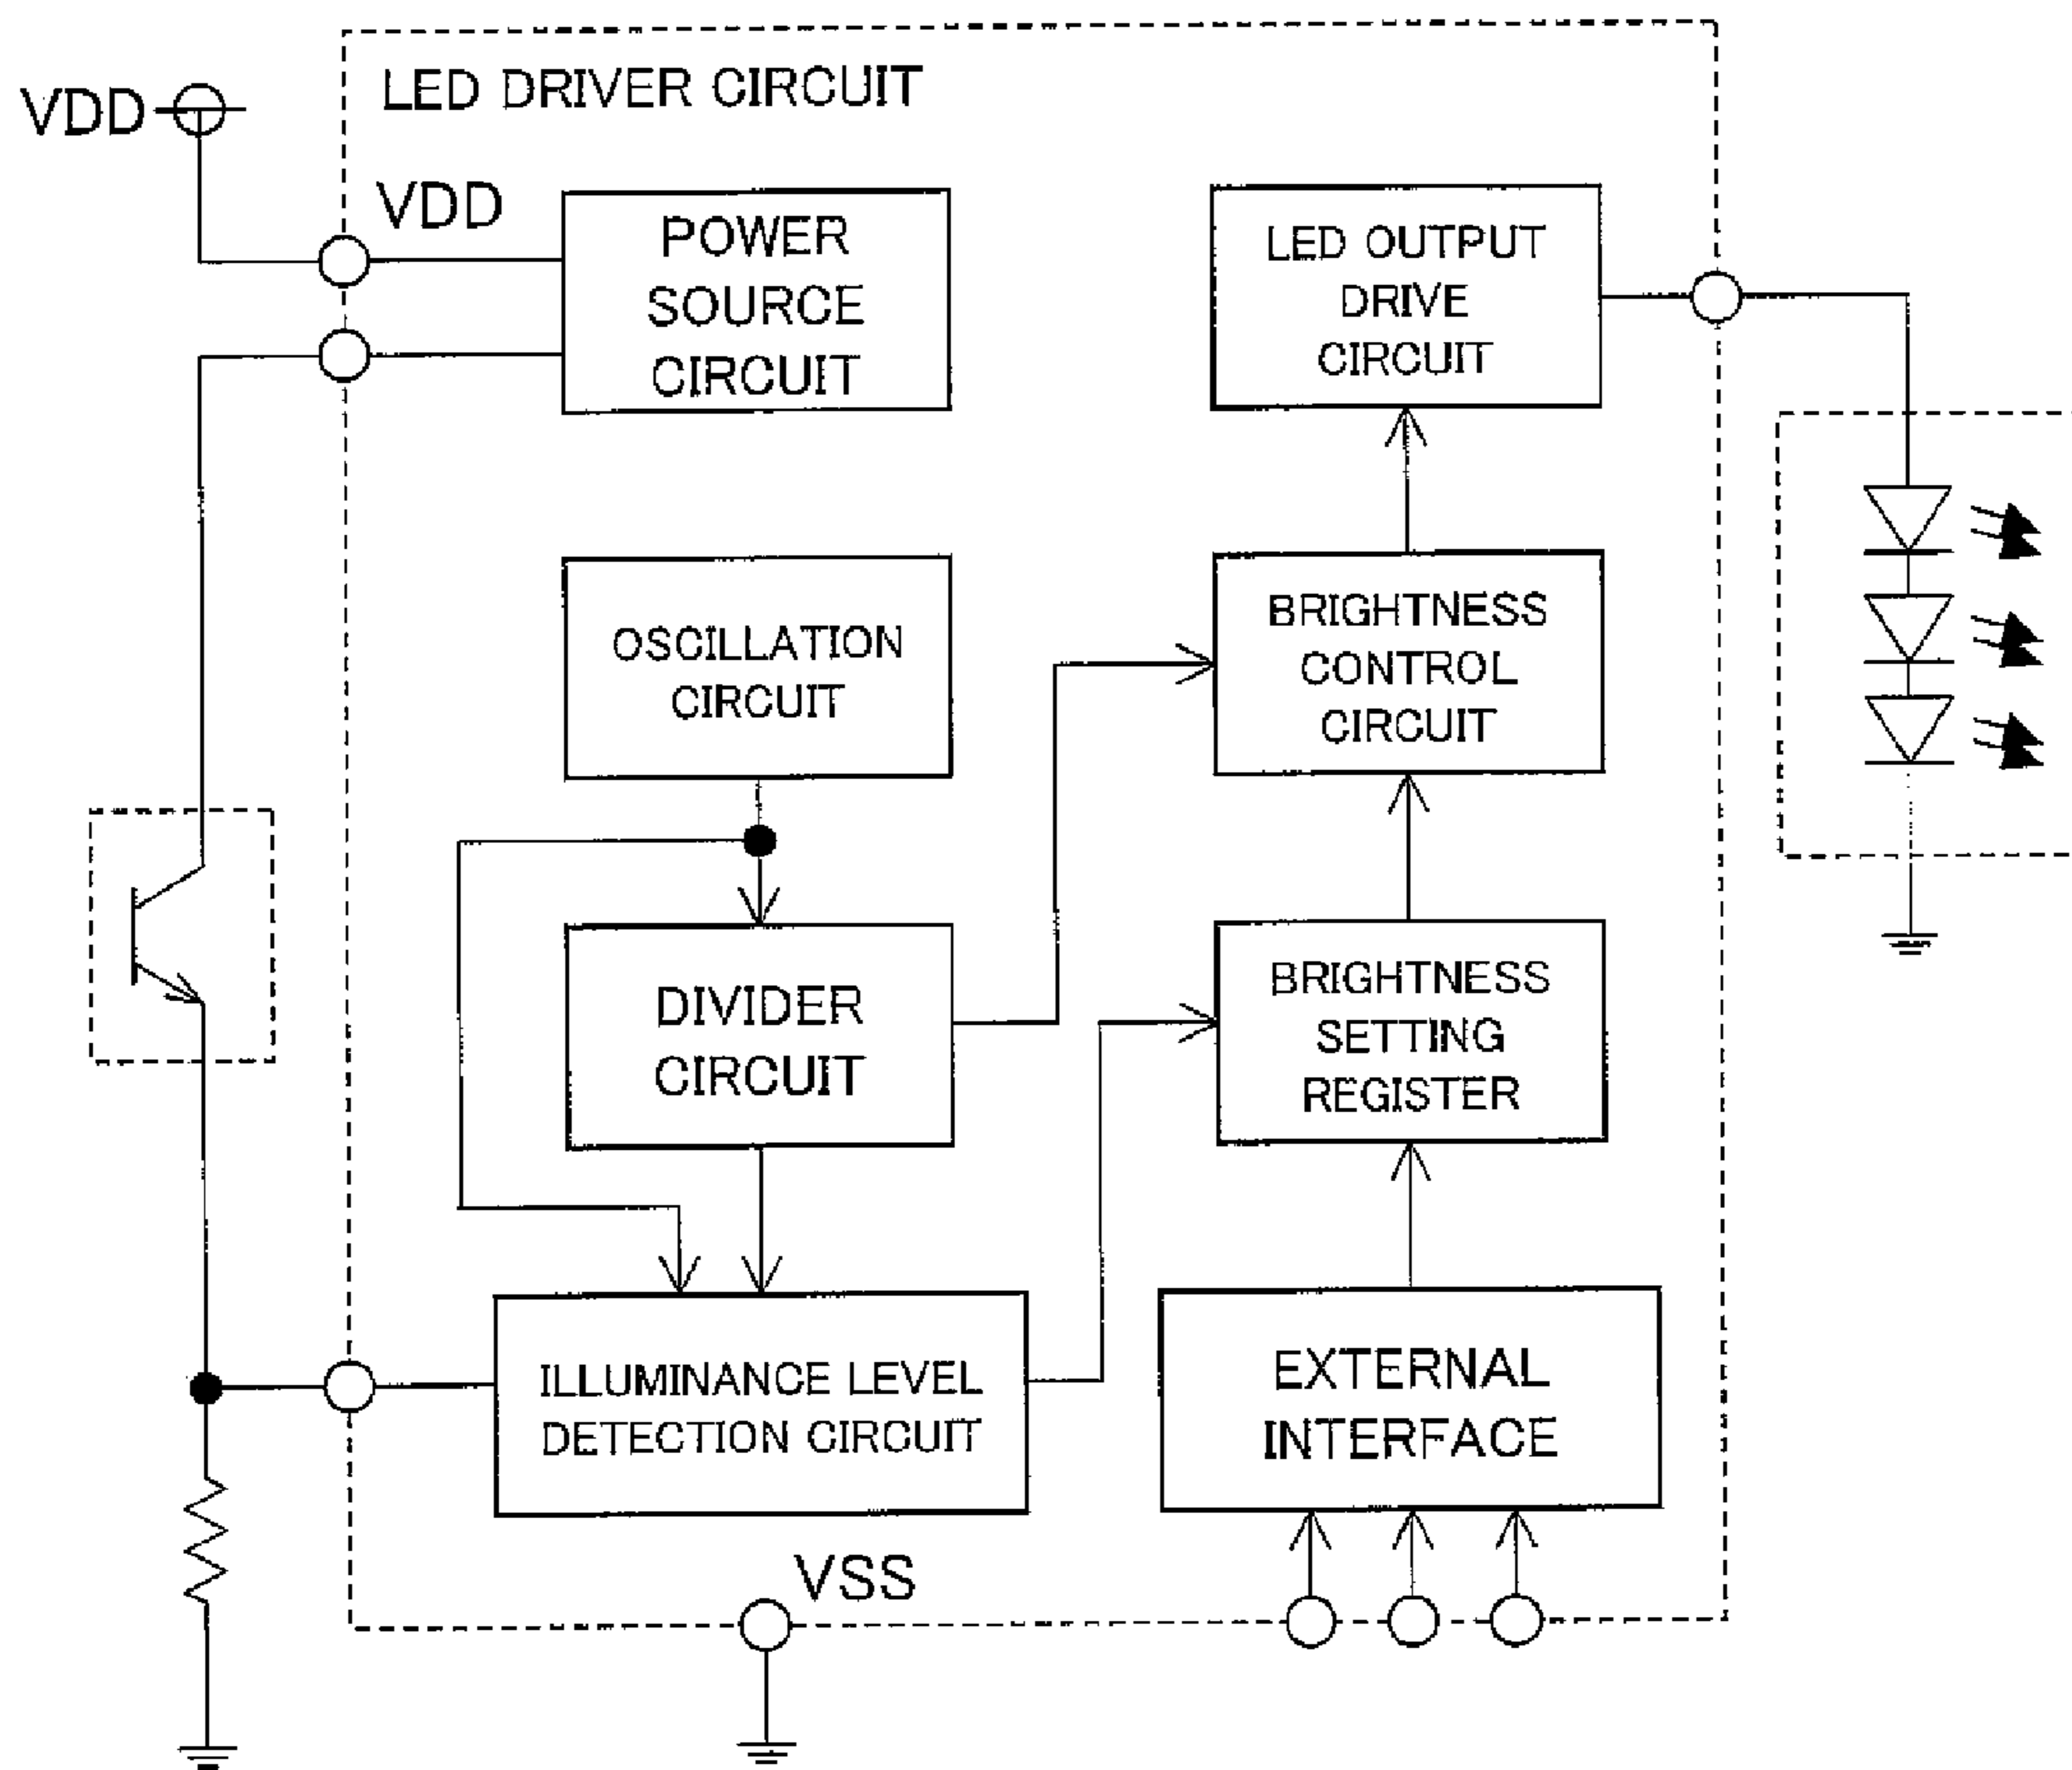 LED DRIVER CIRCUIT
VDD
VDD
POWER
SOURCE
CIRCUIT
LED OUTPUT
DRIVE
CIRCUIT
OSCILLATION
CIRCUIT
BRIGHTNESS
CONTROL
CIRCUIT
DIVIDER
CIRCUIT
BRIGHTNESS
SETTING
REGISTER
ILLUMINANCE LEVEL
DETECTION CIRCUIT
EXTERNAL
INTERFACE
VSS